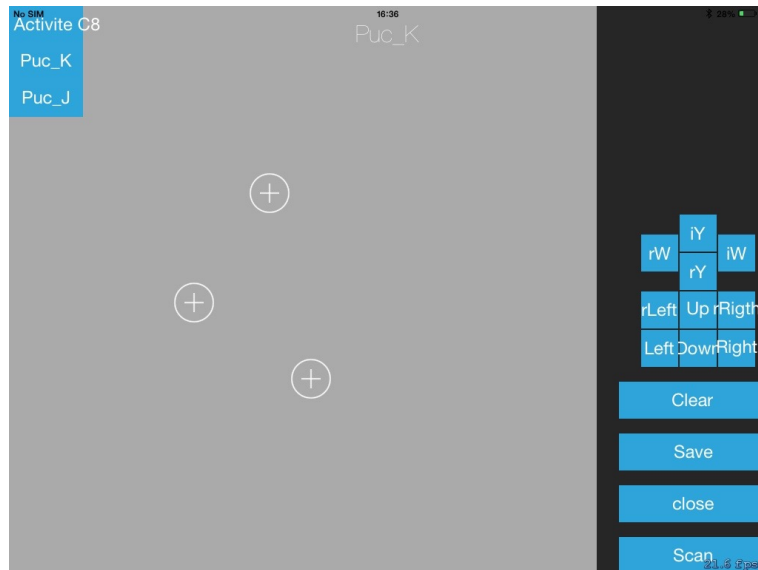 No SIM
16:36
28%
Activite C8
Puc_K
Puc_K
Puc_J
iY
rW
iW
rY
rLeft
Up
rRigth
Left
Down
Right
Clear
Save
close
Scan
21.6 fps